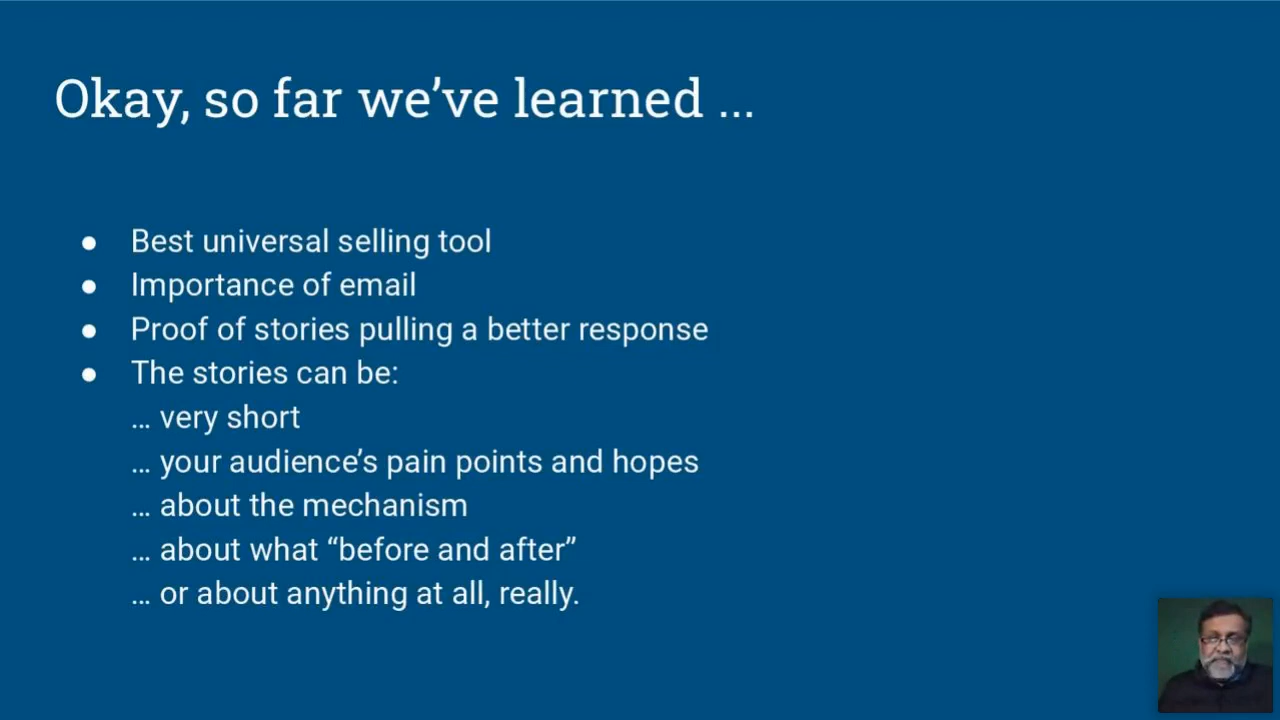 Okay, so far we’ve learned ...
● Best universal selling tool
● Importance of email
● Proof of stories pulling a better response
● The stories can be:
... very short
... your audience’s pain points and hopes
... about the mechanism
... about what “before and after”
... or about anything at all, really.